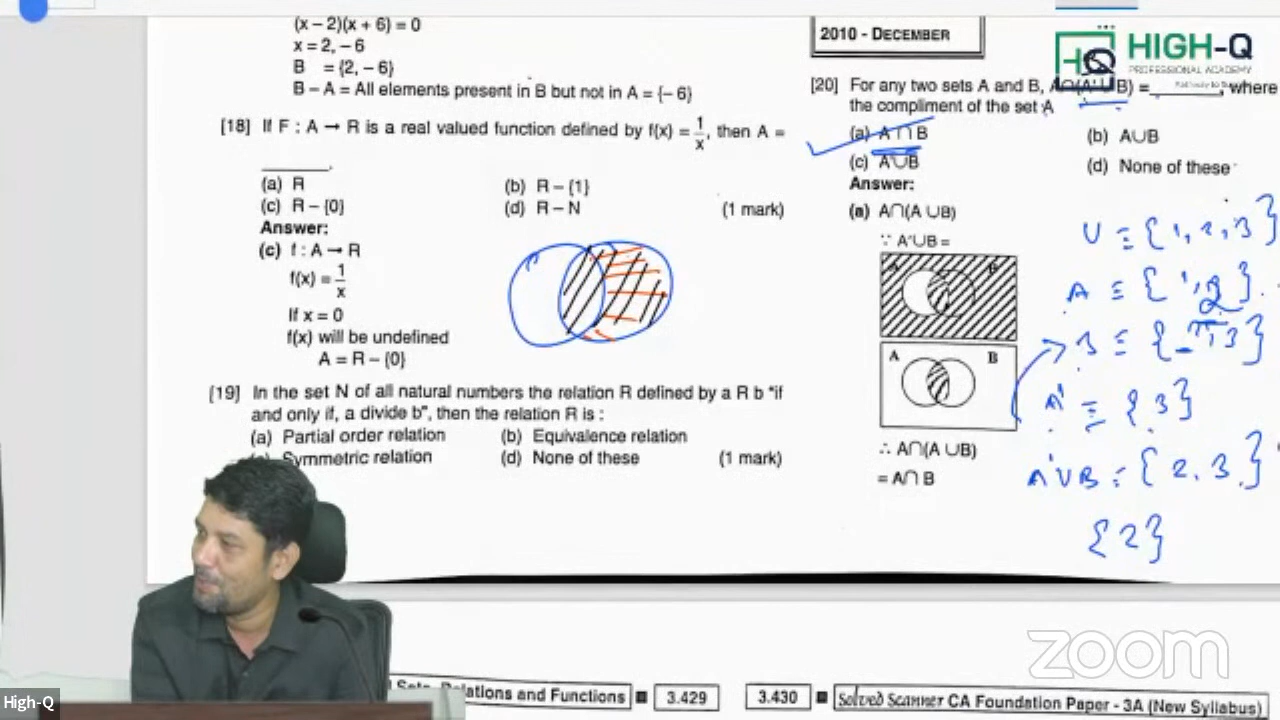 (x – 2)(x + 6) = 0
x = 2, – 6
B = {2, – 6}
B – A = All elements present in B but not in A = {– 6}
[18] If F : A → R is a real valued function defined by f(x) = 1/x, then A =
________.
(a) R
(b) R – {1}
(c) R – {0}
(d) R – N
(1 mark)
Answer:
(c) f : A → R
f(x) = 1/x
If x = 0
f(x) will be undefined
A = R – {0}
[19] In the set N of all natural numbers the relation R defined by a R b "if
and only if, a divide b", then the relation R is :
(a) Partial order relation
(b) Equivalence relation
Symmetric relation
(d) None of these
(1 mark)
2010 - DECEMBER
HIGH-Q
PROFESSIONAL ACADEMY
[20] For any two sets A and B, A∩(A'∪B) =________, where
the compliment of the set A
(a) A∩B
(b) A∪B
(c) A'∪B
(d) None of these
Answer:
(a) A∩(A ∪B)
∵ A'∪B =
A B
A B
∴ A∩(A ∪B)
= A∩B
U ≡ {1, 2, 3}
A ≡ {1, 2}.
B ≡ { 3}
A' ≡ {3}
A'∪B = {2, 3}
{2}
Relations and Functions ■ 3.429
3.430 ■ Solved Scanner CA Foundation Paper - 3A (New Syllabus)
zoom
High-Q